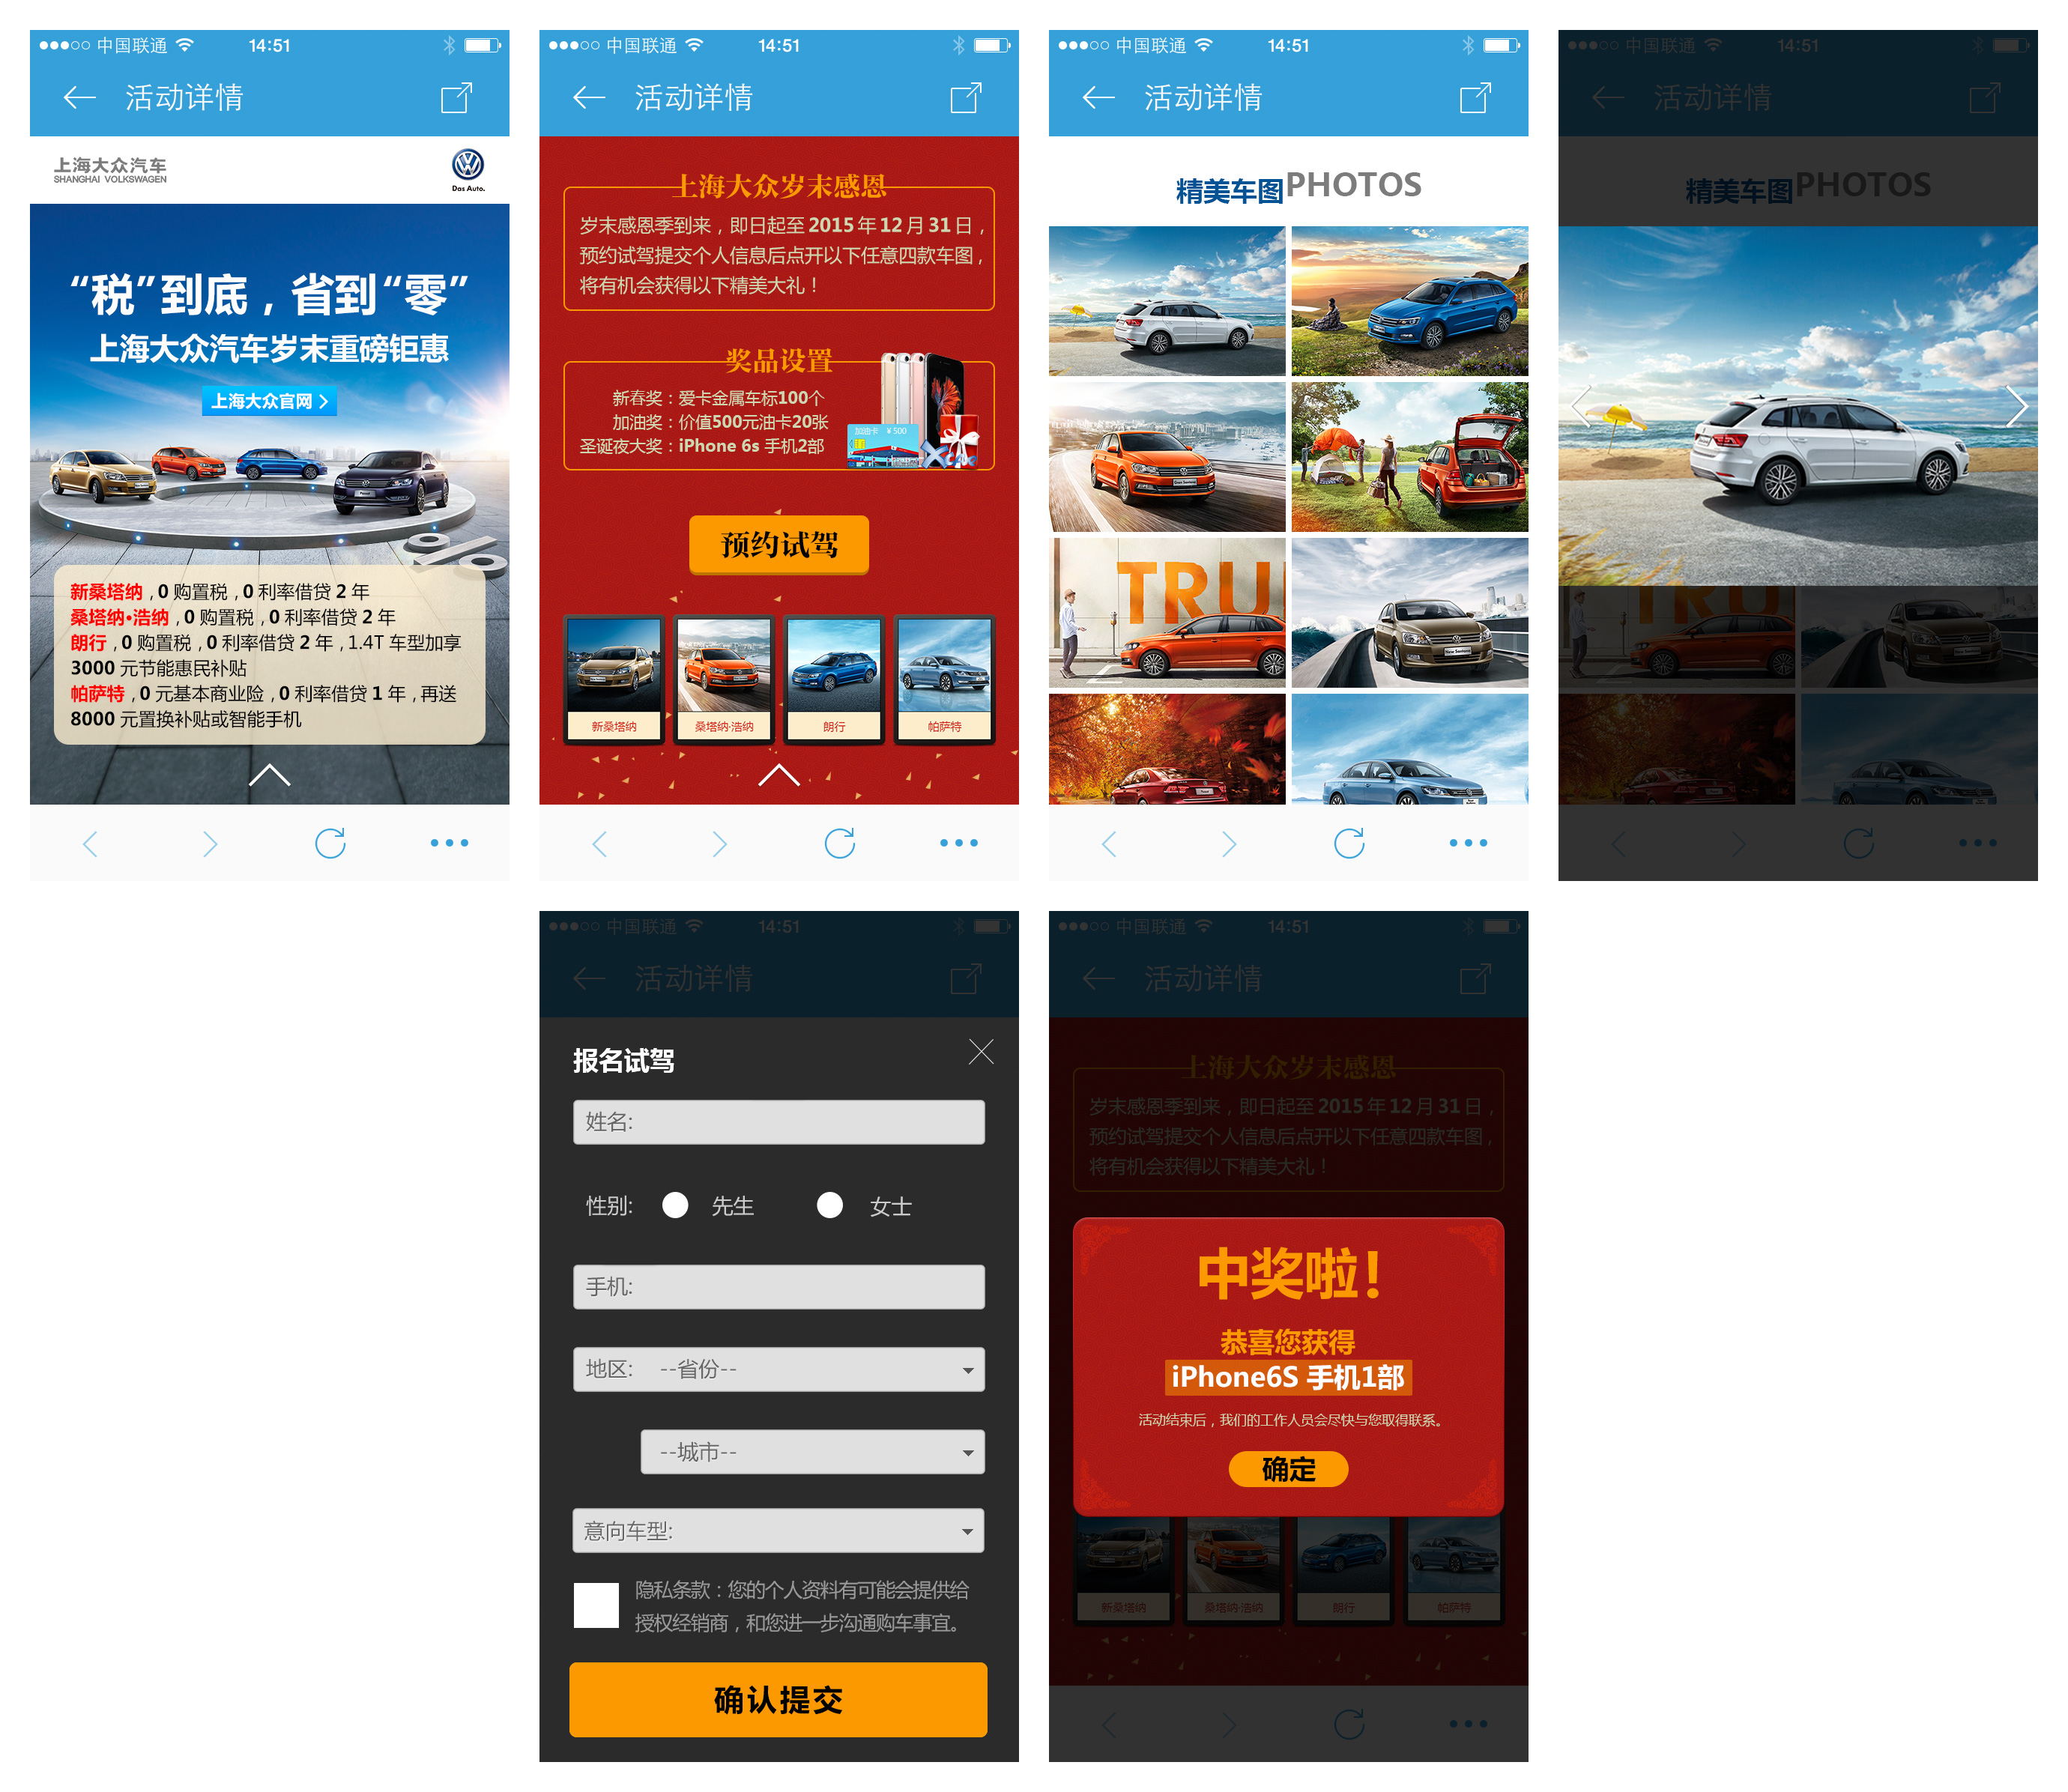 中国联通
14:51
活动详情
上海大众汽车
SHANGHAI VOLKSWAGEN
Das Auto.
“税”到底，省到“零”
上海大众汽车岁末重磅钜惠
上海大众官网
新桑塔纳，0 购置税，0 利率借贷 2 年
桑塔纳•浩纳，0 购置税，0 利率借贷 2 年
朗行，0 购置税，0 利率借贷 2 年，1.4T 车型加享
3000 元节能惠民补贴
帕萨特，0 元基本商业险，0 利率借贷 1 年，再送
8000 元置换补贴或智能手机
中国联通
14:51
活动详情
上海大众岁末感恩
岁末感恩季到来，即日起至 2015 年 12 月 31 日，
预约试驾提交个人信息后点开以下任意四款车图，
将有机会获得以下精美大礼！
奖品设置
新春奖：爱卡金属车标100个
加油奖：价值500元油卡20张
圣诞夜大奖：iPhone 6s 手机2部
加油卡 ¥500
预约试驾
新桑塔纳
桑塔纳·浩纳
朗行
帕萨特
中国联通
14:51
活动详情
精美车图PHOTOS
TRU
New Santana
中国联通
14:51
活动详情
精美车图PHOTOS
TRU
中国联通
14:51
活动详情
报名试驾
姓名:
性别:
先生
女士
手机:
地区:
--省份--
--城市--
意向车型:
隐私条款：您的个人资料有可能会提供给
授权经销商，和您进一步沟通购车事宜。
确认提交
中国联通
14:51
活动详情
上海大众岁末感恩
岁末感恩季到来，即日起至 2015 年 12 月 31 日，
预约试驾提交个人信息后点开以下任意四款车图，
将有机会获得以下精美大礼！
中奖啦！
恭喜您获得
iPhone6S 手机1部
活动结束后，我们的工作人员会尽快与您取得联系。
确定
新桑塔纳
桑塔纳·浩纳
朗行
帕萨特